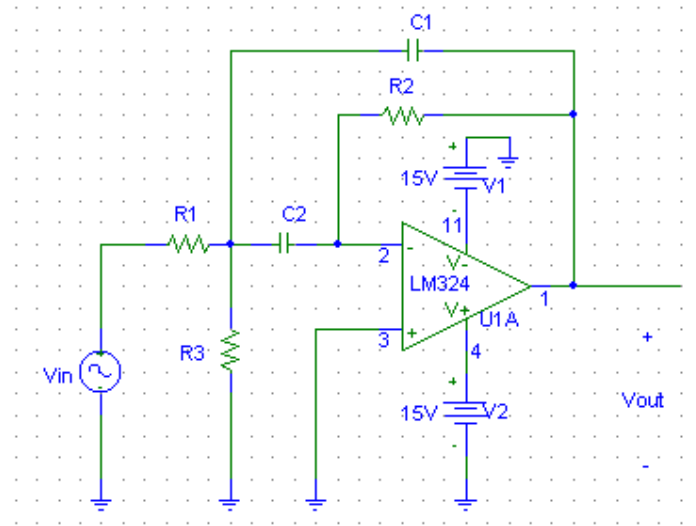 C1
R2
+
15V
V1
-
R1
C2
11
2
-
V-
LM324
1
V+
U1A
3
+
+
R3
4
Vin
+
15V
V2
Vout
-
-